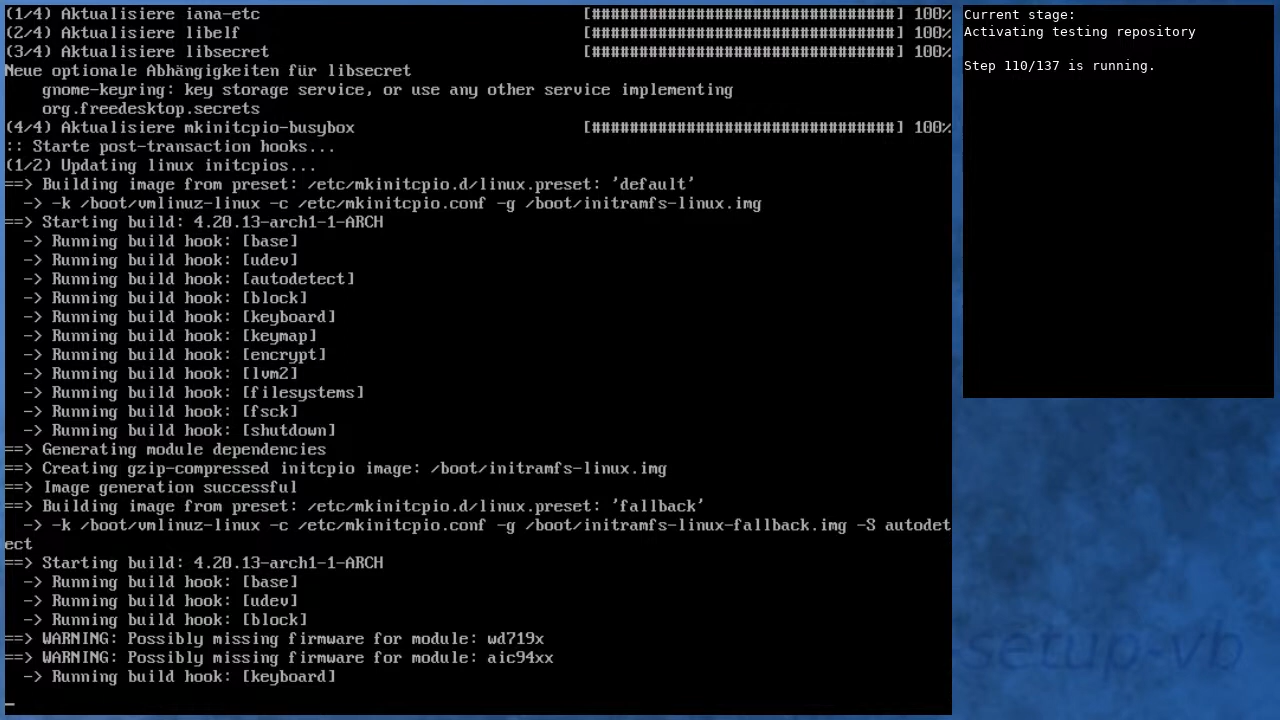 (1/4) Aktualisiere iana-etc [################################] 100%
(2/4) Aktualisiere libelf [################################] 100%
(3/4) Aktualisiere libsecret [################################] 100%
Neue optionale Abhängigkeiten für libsecret
    gnome-keyring: key storage service, or use any other service implementing
    org.freedesktop.secrets
(4/4) Aktualisiere mkinitcpio-busybox [################################] 100%
:: Starte post-transaction hooks...
(1/2) Updating linux initcpios...
==> Building image from preset: /etc/mkinitcpio.d/linux.preset: 'default'
  -> -k /boot/vmlinuz-linux -c /etc/mkinitcpio.conf -g /boot/initramfs-linux.img
==> Starting build: 4.20.13-arch1-1-ARCH
  -> Running build hook: [base]
  -> Running build hook: [udev]
  -> Running build hook: [autodetect]
  -> Running build hook: [block]
  -> Running build hook: [keyboard]
  -> Running build hook: [keymap]
  -> Running build hook: [encrypt]
  -> Running build hook: [lvm2]
  -> Running build hook: [filesystems]
  -> Running build hook: [fsck]
  -> Running build hook: [shutdown]
==> Generating module dependencies
==> Creating gzip-compressed initcpio image: /boot/initramfs-linux.img
==> Image generation successful
==> Building image from preset: /etc/mkinitcpio.d/linux.preset: 'fallback'
  -> -k /boot/vmlinuz-linux -c /etc/mkinitcpio.conf -g /boot/initramfs-linux-fallback.img -S autodet
ect
==> Starting build: 4.20.13-arch1-1-ARCH
  -> Running build hook: [base]
  -> Running build hook: [udev]
  -> Running build hook: [block]
==> WARNING: Possibly missing firmware for module: wd719x
==> WARNING: Possibly missing firmware for module: aic94xx
  -> Running build hook: [keyboard]
_
Current stage:
Activating testing repository
Step 110/137 is running.
setup-vb